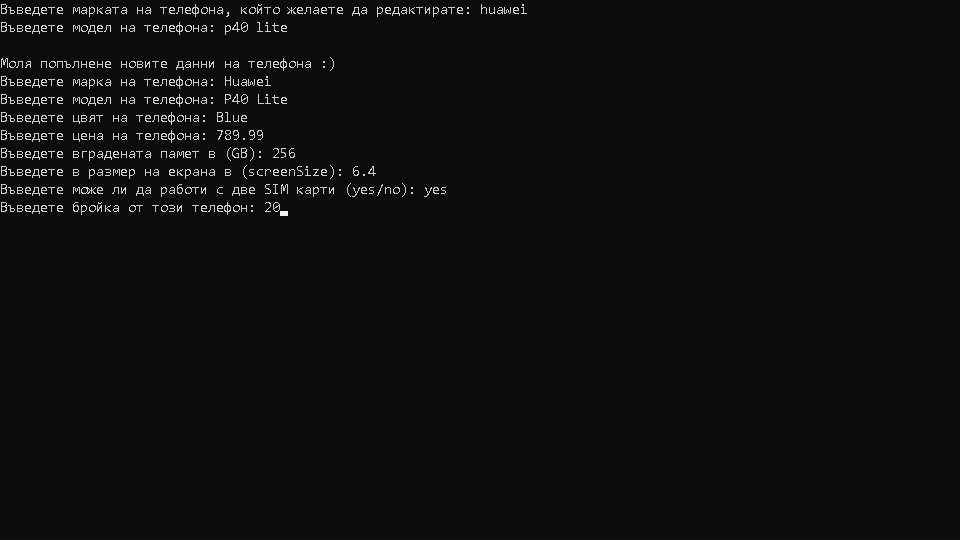 Въведете марката на телефона, който желаете да редактирате: huawei
Въведете модел на телефона: p40 lite
Моля попълнене новите данни на телефона :)
Въведете марка на телефона: Huawei
Въведете модел на телефона: P40 Lite
Въведете цвят на телефона: Blue
Въведете цена на телефона: 789.99
Въведете вградената памет в (GB): 256
Въведете в размер на екрана в (screenSize): 6.4
Въведете може ли да работи с две SIM карти (yes/no): yes
Въведете бройка от този телефон: 20